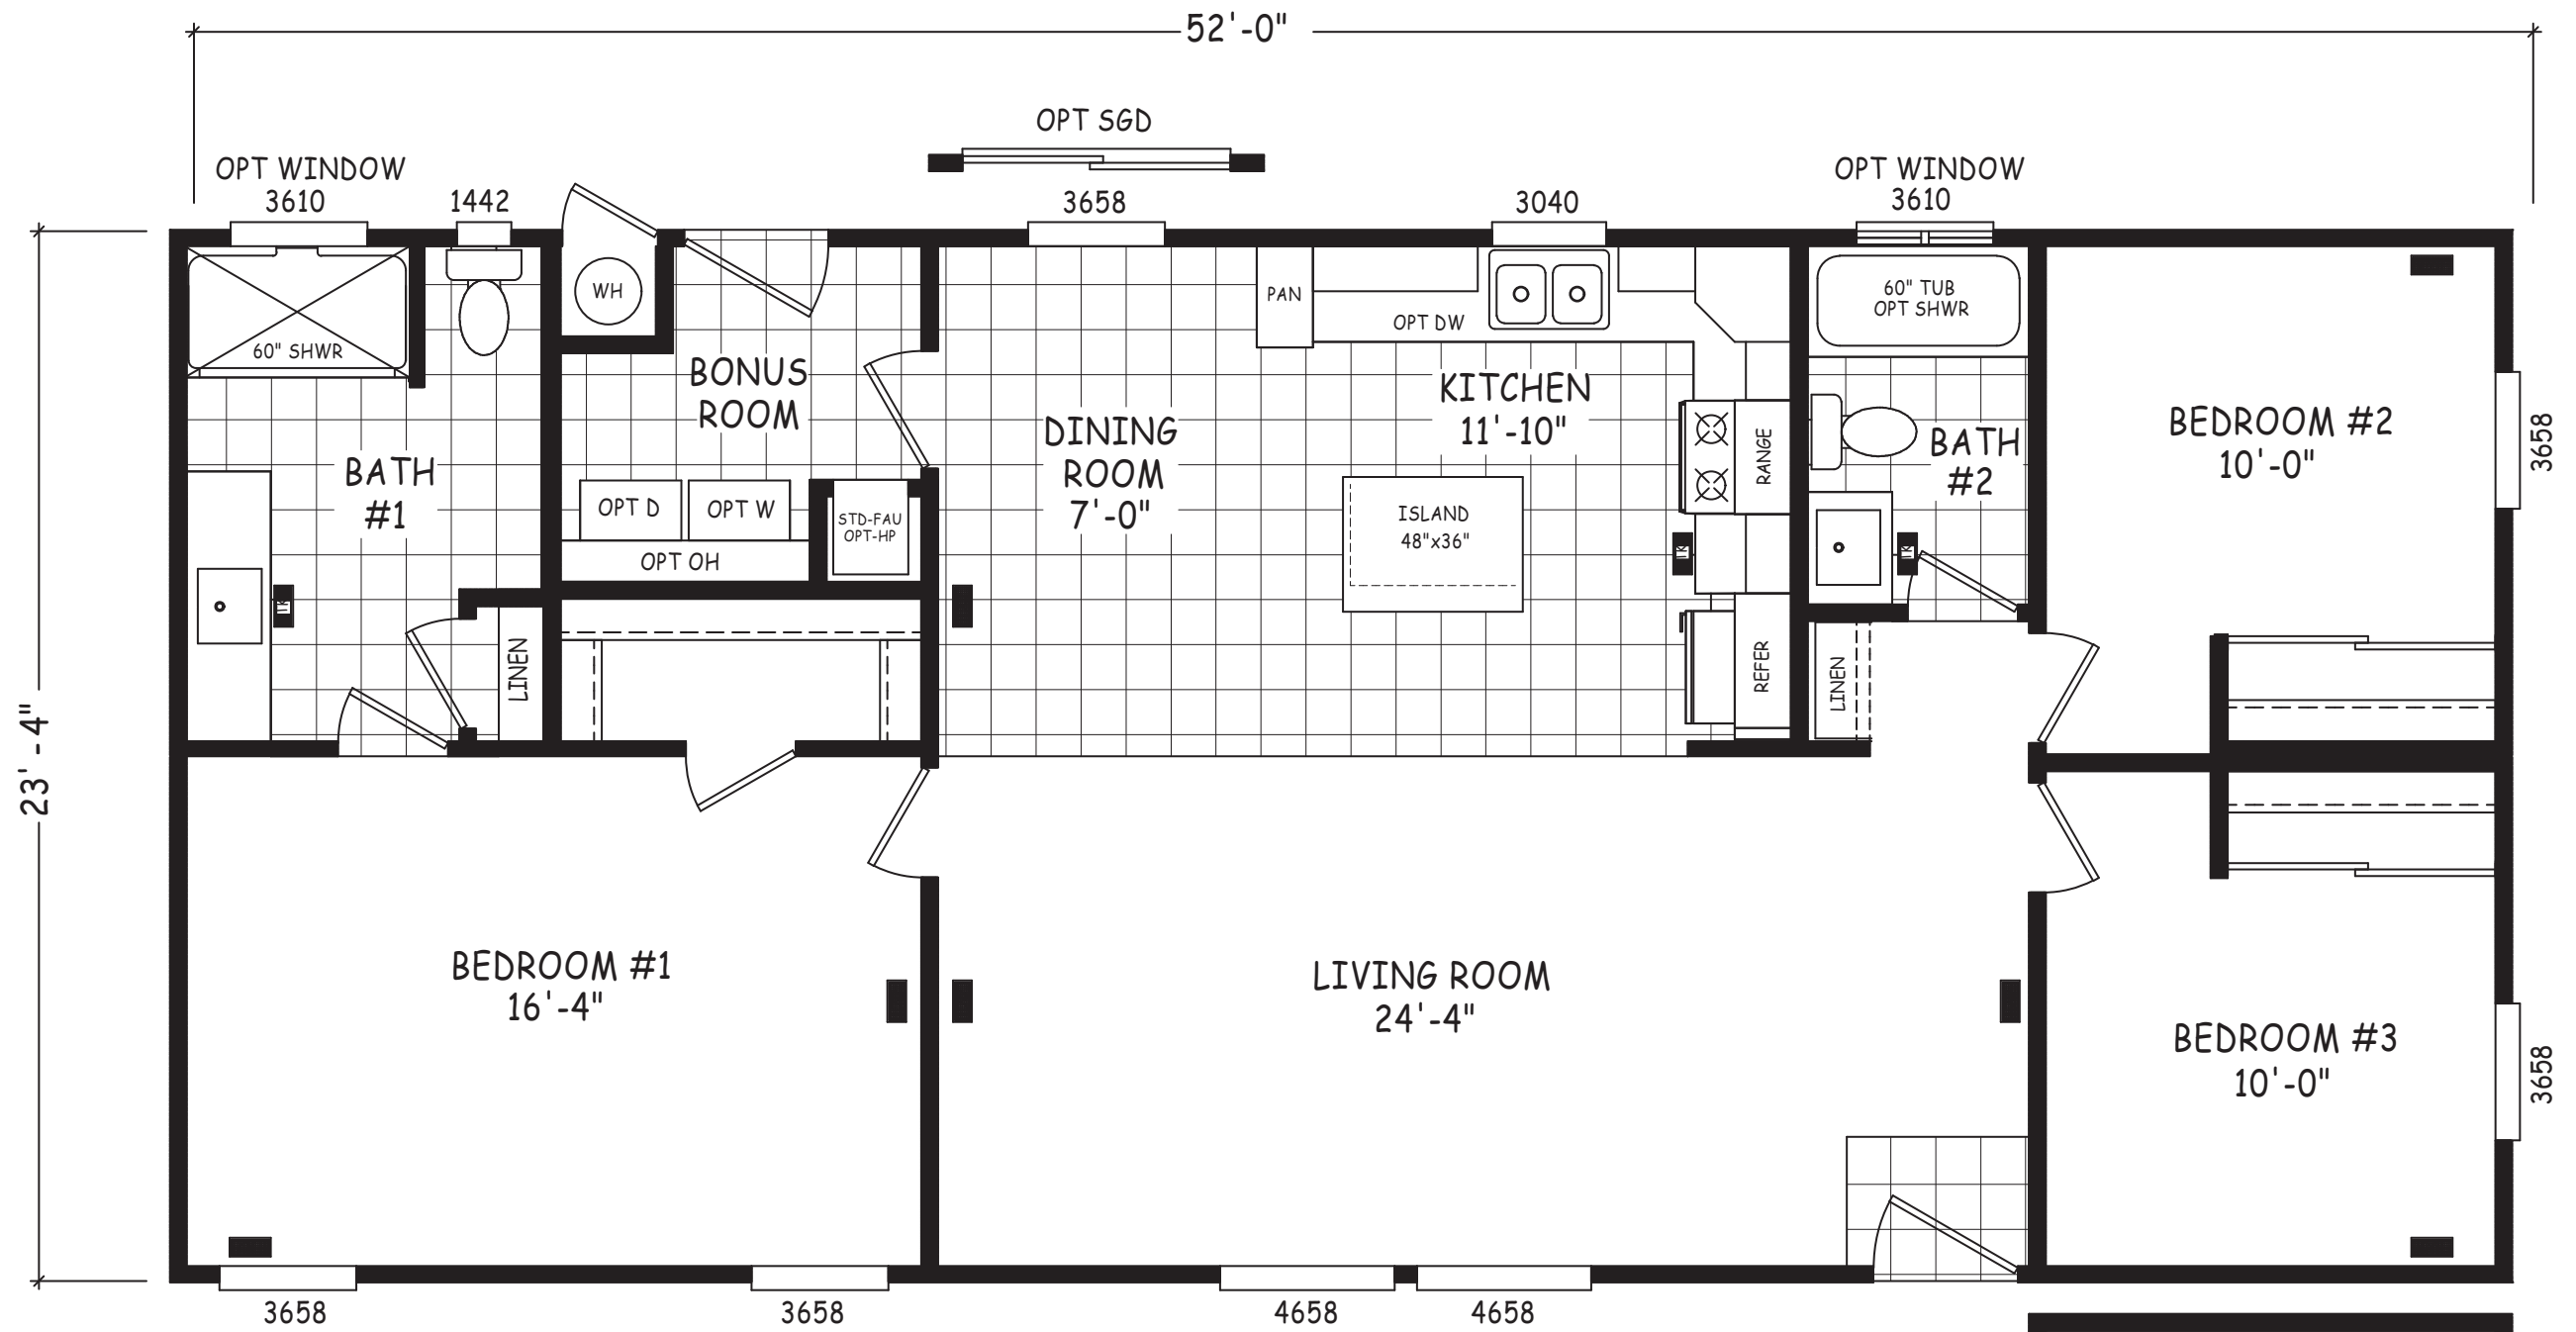 52'-0"
OPT SGD
OPT WINDOW
3610
1442
3658
3040
OPT WINDOW
3610
WH
PAN
OPT DW
60" TUB
OPT SHWR
60" SHWR
BONUS
ROOM
KITCHEN
11'-10"
DINING
ROOM
7'-0"
RANGE
BATH
#2
BEDROOM #2
10'-0"
3658
BATH
#1
OPT D
OPT W
STD-FAU
OPT-HP
ISLAND
48"x36"
OPT OH
LINEN
REFER
LINEN
23'-4"
BEDROOM #1
16'-4"
LIVING ROOM
24'-4"
BEDROOM #3
10'-0"
3658
3658
3658
4658
4658